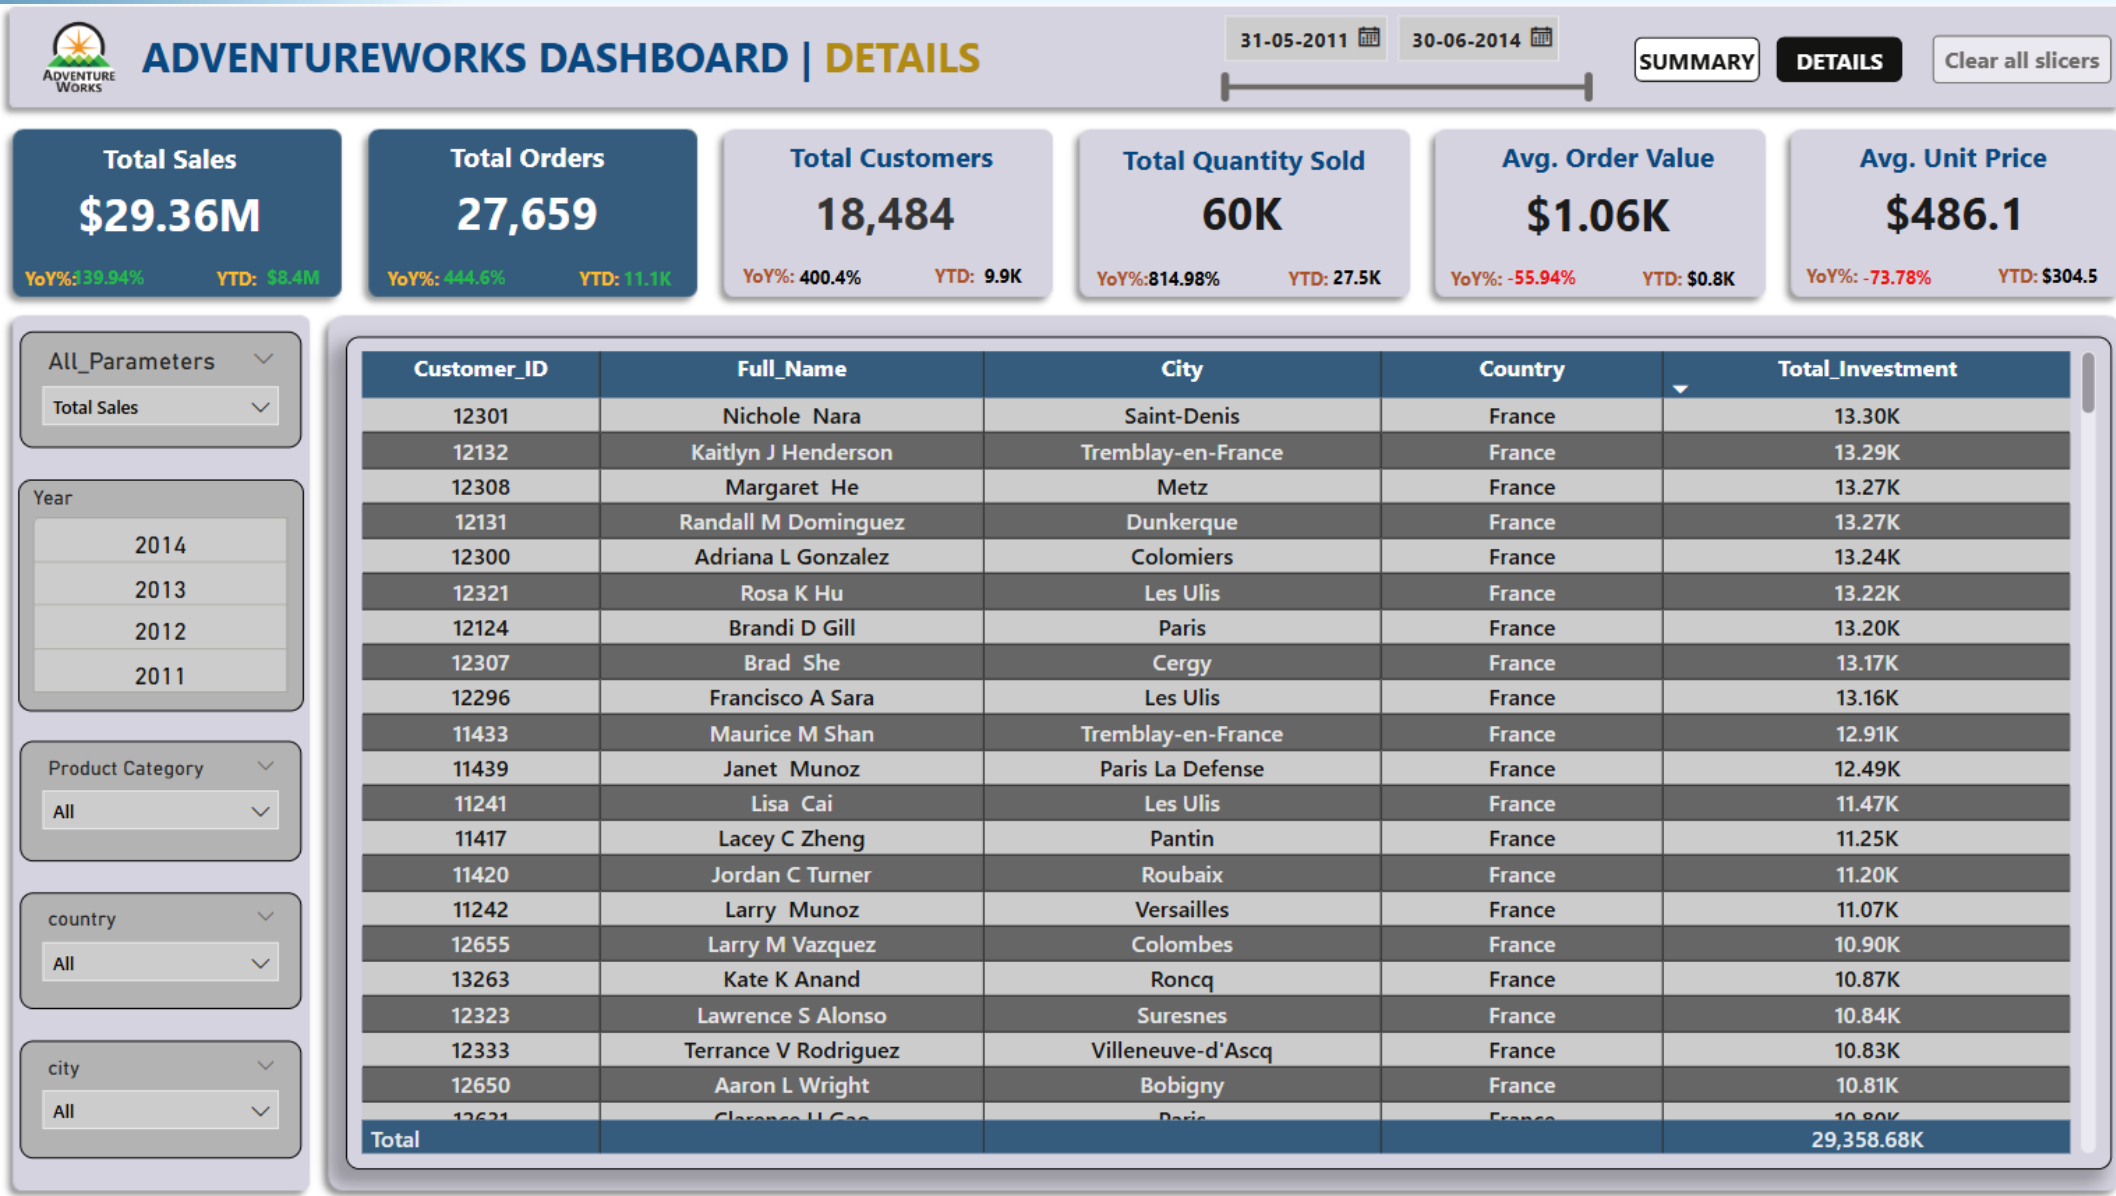 ADVENTURE
WORKS
ADVENTUREWORKS DASHBOARD | DETAILS
31-05-2011 30-06-2014
SUMMARY DETAILS Clear all slicers
Total Sales
$29.36M
YoY%:139.94% YTD: $8.4M
Total Orders
27,659
YoY%: 444.6% YTD: 11.1K
Total Customers
18,484
YoY%: 400.4% YTD: 9.9K
Total Quantity Sold
60K
YoY%:814.98% YTD: 27.5K
Avg. Order Value
$1.06K
YoY%: -55.94% YTD: $0.8K
Avg. Unit Price
$486.1
YoY%: -73.78% YTD: $304.5
All_Parameters
Total Sales
Year
2014
2013
2012
2011
Product Category
All
country
All
city
All
Customer_ID Full_Name City Country Total_Investment
12301 Nichole Nara Saint-Denis France 13.30K
12132 Kaitlyn J Henderson Tremblay-en-France France 13.29K
12308 Margaret He Metz France 13.27K
12131 Randall M Dominguez Dunkerque France 13.27K
12300 Adriana L Gonzalez Colomiers France 13.24K
12321 Rosa K Hu Les Ulis France 13.22K
12124 Brandi D Gill Paris France 13.20K
12307 Brad She Cergy France 13.17K
12296 Francisco A Sara Les Ulis France 13.16K
11433 Maurice M Shan Tremblay-en-France France 12.91K
11439 Janet Munoz Paris La Defense France 12.49K
11241 Lisa Cai Les Ulis France 11.47K
11417 Lacey C Zheng Pantin France 11.25K
11420 Jordan C Turner Roubaix France 11.20K
11242 Larry Munoz Versailles France 11.07K
12655 Larry M Vazquez Colombes France 10.90K
13263 Kate K Anand Roncq France 10.87K
12323 Lawrence S Alonso Suresnes France 10.84K
12333 Terrance V Rodriguez Villeneuve-d'Ascq France 10.83K
12650 Aaron L Wright Bobigny France 10.81K
Paris France
Total 29,358.68K